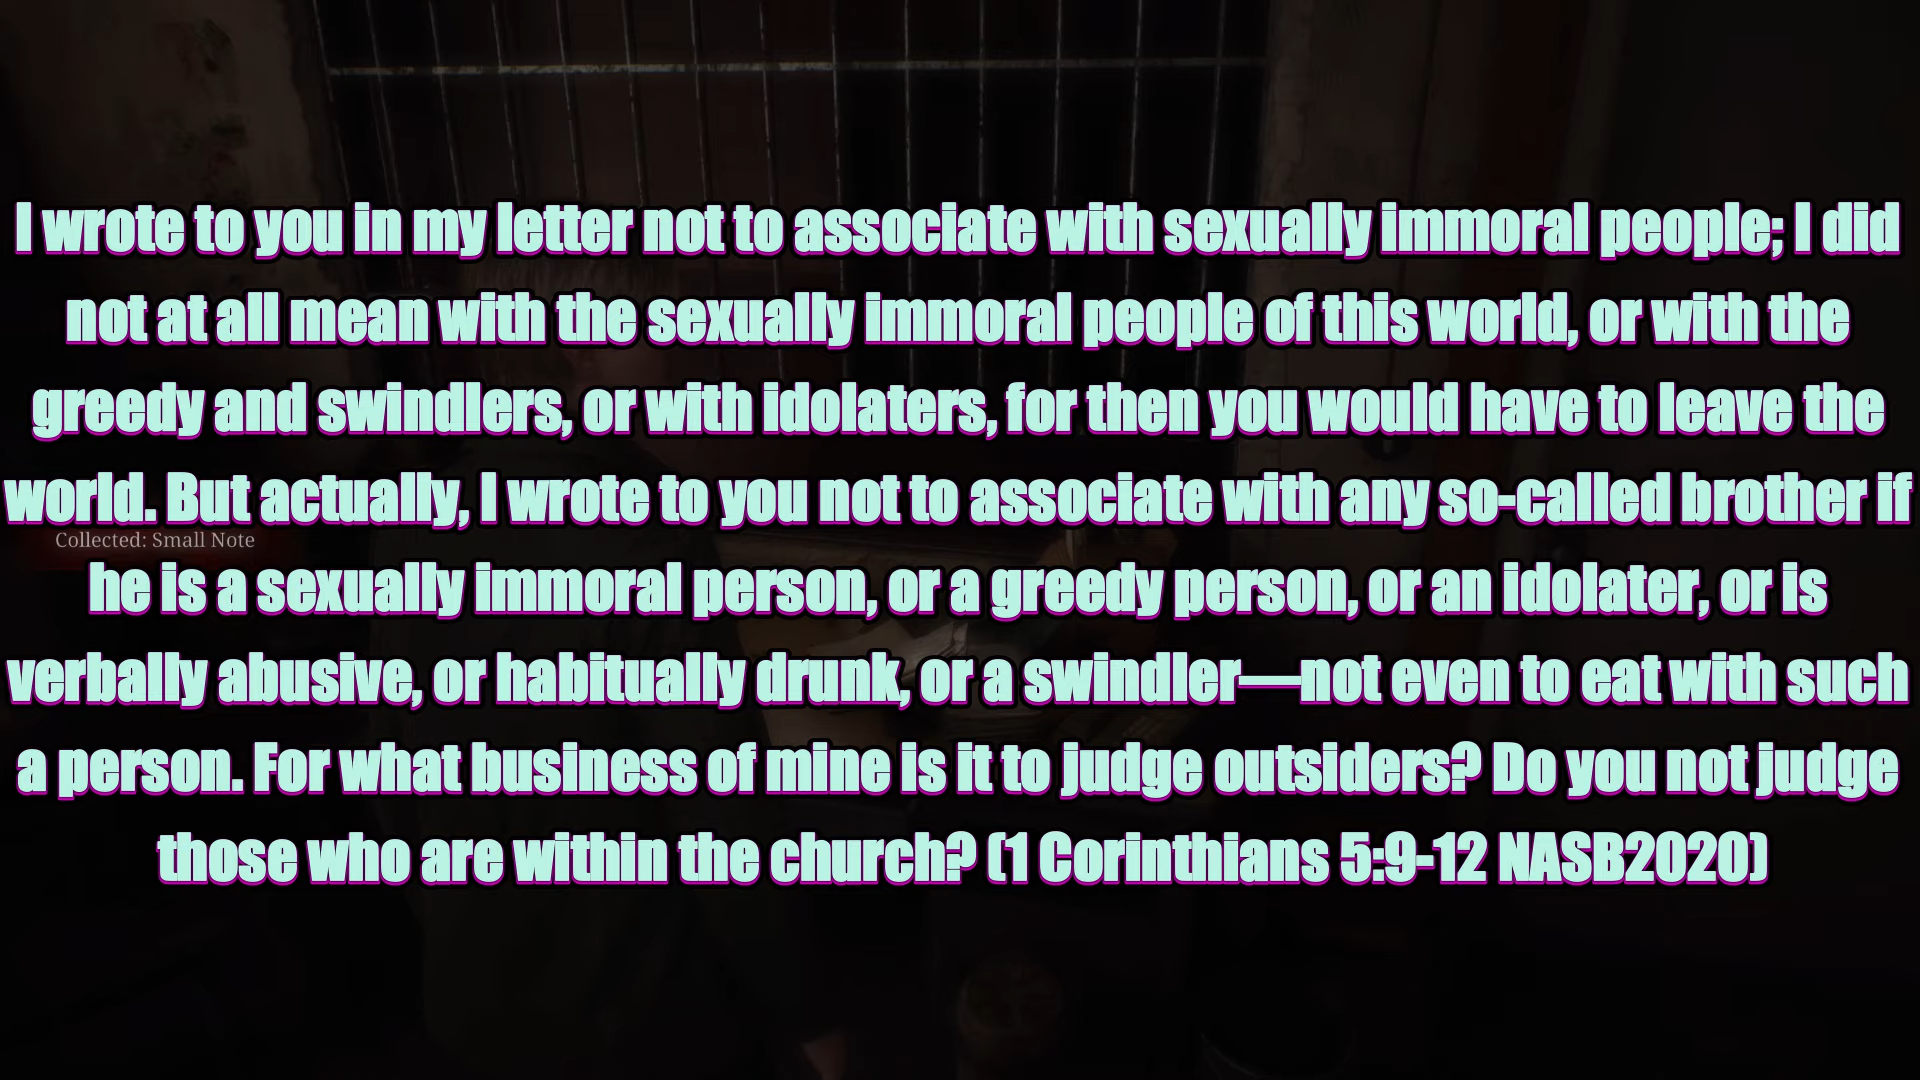 I wrote to you in my letter not to associate with sexually immoral people; I did
not at all mean with the sexually immoral people of this world, or with the
greedy and swindlers, or with idolaters, for then you would have to leave the
world. But actually, I wrote to you not to associate with any so-called brother if
Collected: Small Note
he is a sexually immoral person, or a greedy person, or an idolater, or is
verbally abusive, or habitually drunk, or a swindler—not even to eat with such
a person. For what business of mine is it to judge outsiders? Do you not judge
those who are within the church? (1 Corinthians 5:9-12 NASB2020)